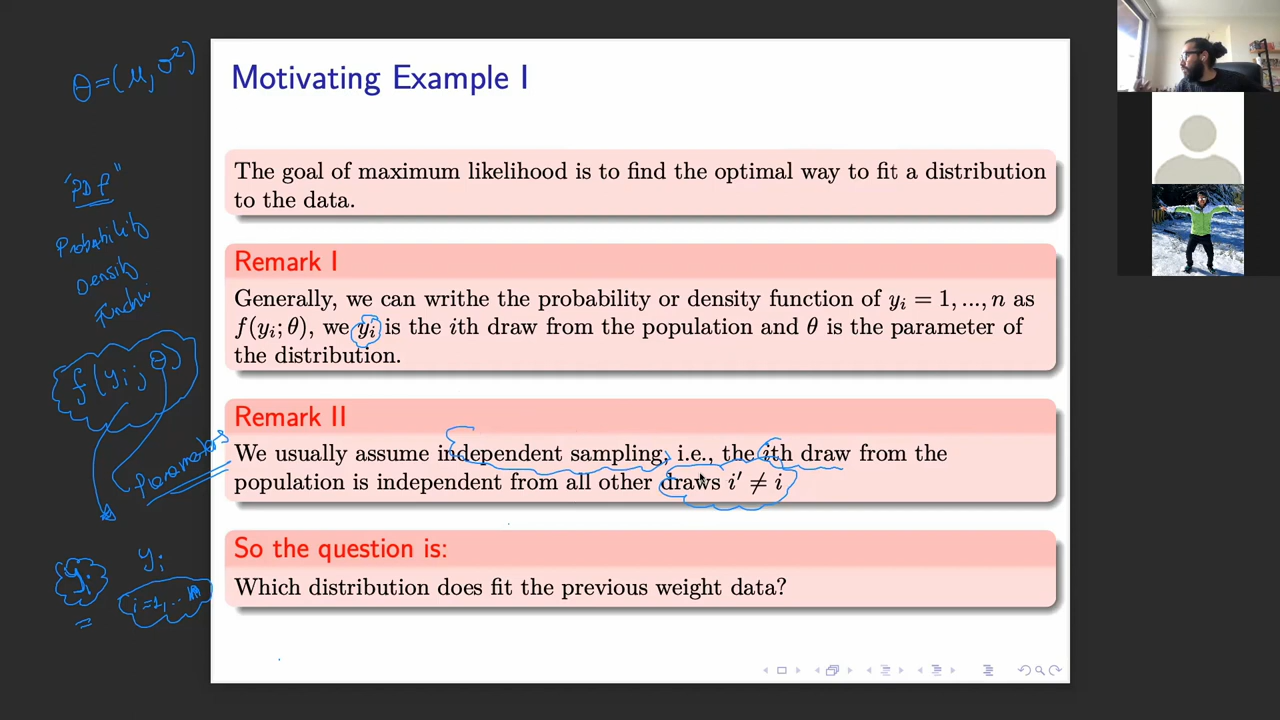 θ=(μ, σ²)
"PDF"
Probability
Density
Functi
f(yi; θ)
Parameters
yi
yi
i=1,...n
=
Motivating Example I
The goal of maximum likelihood is to find the optimal way to fit a distribution
to the data.
Remark I
Generally, we can writhe the probability or density function of yᵢ = 1, ..., n as
f(yᵢ; θ), we yᵢ is the ith draw from the population and θ is the parameter of
the distribution.
Remark II
We usually assume independent sampling, i.e., the ith draw from the
population is independent from all other draws i′ ≠ i
So the question is:
Which distribution does fit the previous weight data?